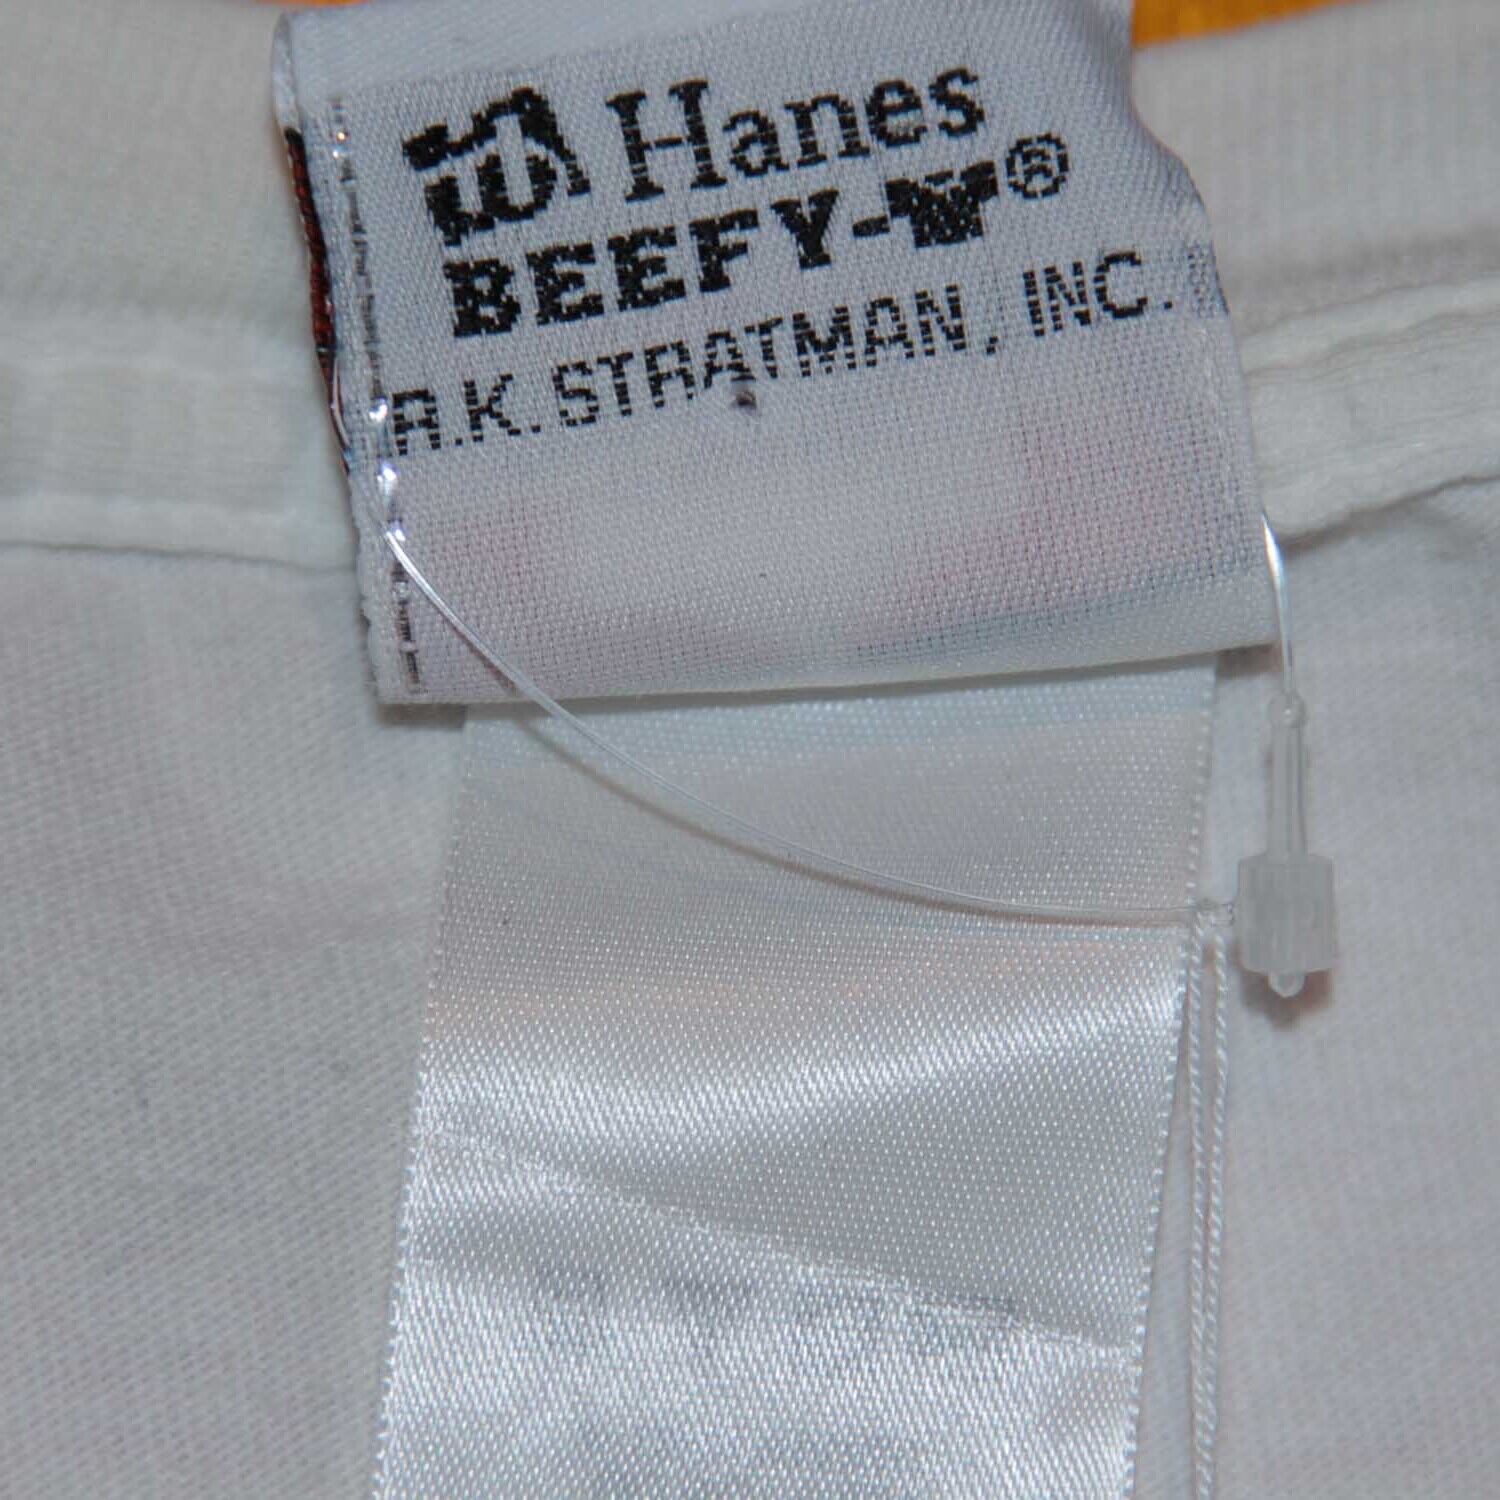 Hanes
BEEFY-T®
R.K. STRATMAN, INC.